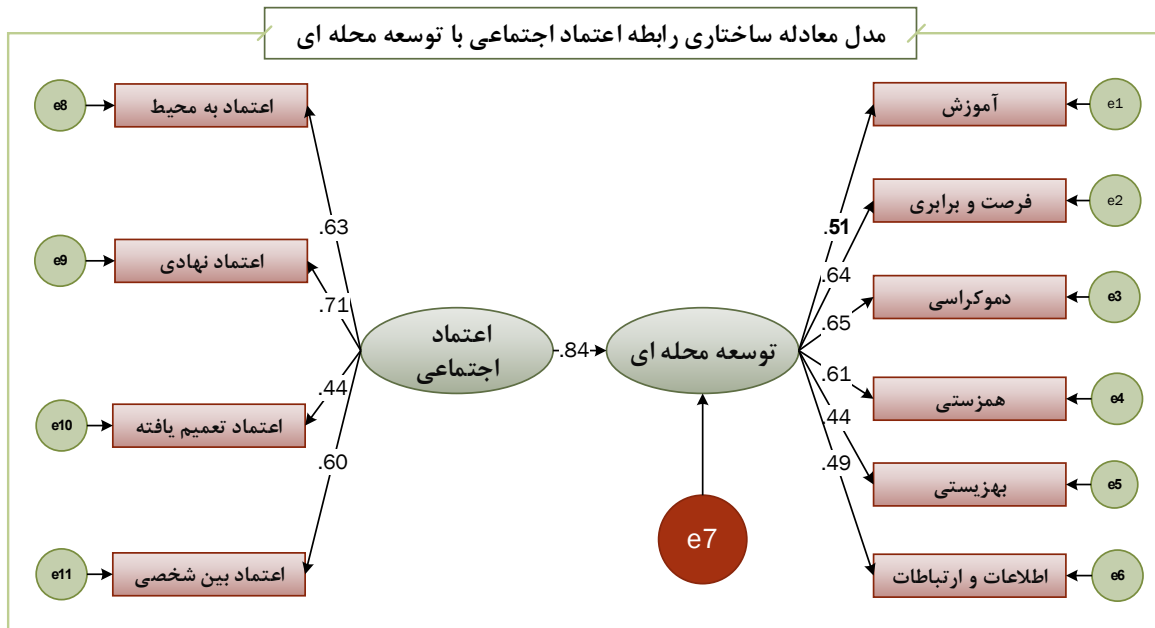 مدل معادله ساختاری رابطه اعتماد اجتماعی با توسعه محله ای
آموزش
e1
فرصت و برابری
e2
دموکراسی
e3
همزستی
e4
بهزیستی
e5
اطلاعات و ارتباطات
e6
.51
.64
.65
.61
.44
.49
توسعه محله ای
e7
.84
اعتماد
اجتماعی
.63
.71
.44
.60
اعتماد به محیط
e8
اعتماد نهادی
e9
اعتماد تعمیم یافته
e10
اعتماد بین شخصی
e11